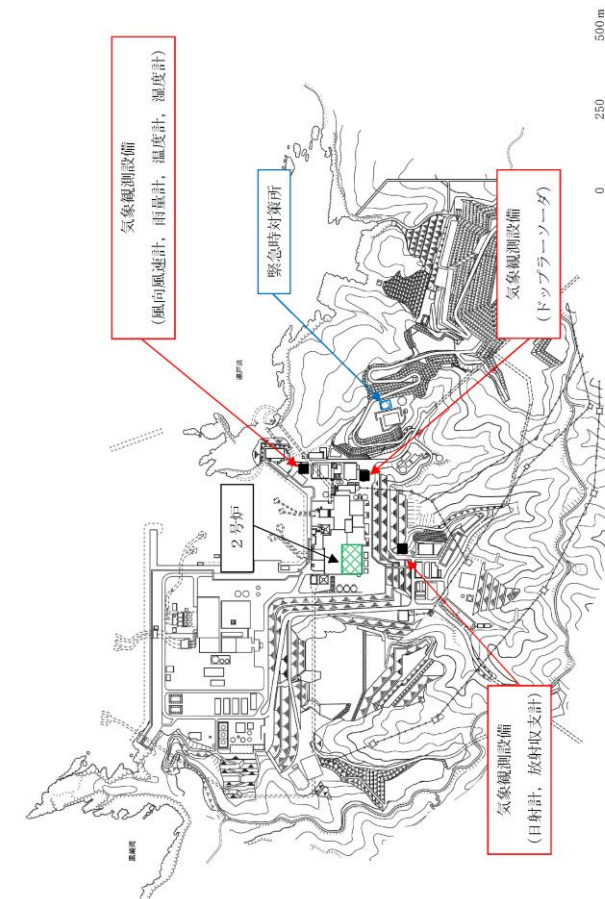 気象観測設備
(風向風速計，雨量計，温度計，湿度計)
緊急時対策所
2号炉
気象観測設備
(ドップラーソーダ)
気象観測設備
(日射計，放射収支計)
0 250 500m